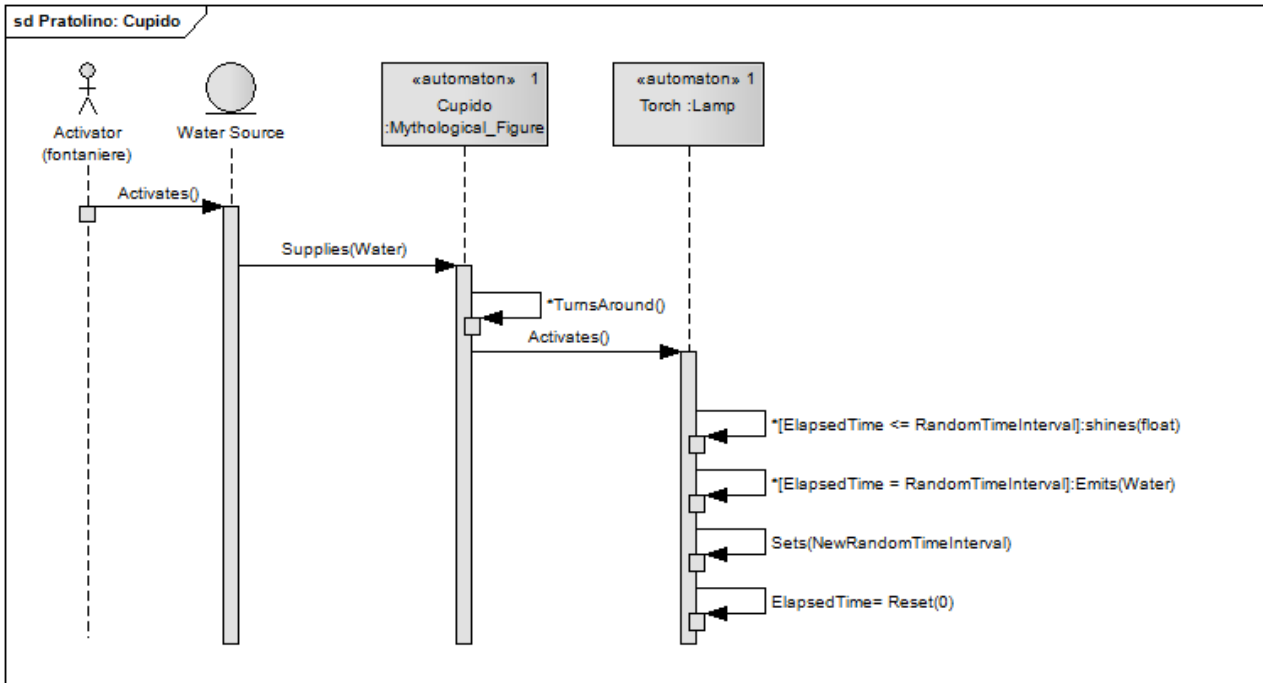 sd Pratolino: Cupido
Activator
(fontaniere)
Water Source
«automaton» 1
Cupido
:Mythological_Figure
«automaton» 1
Torch :Lamp
Activates()
Supplies(Water)
*TurnsAround()
Activates()
*[ElapsedTime <= RandomTimeInterval]:shines(float)
*[ElapsedTime = RandomTimeInterval]:Emits(Water)
Sets(NewRandomTimeInterval)
ElapsedTime= Reset(0)